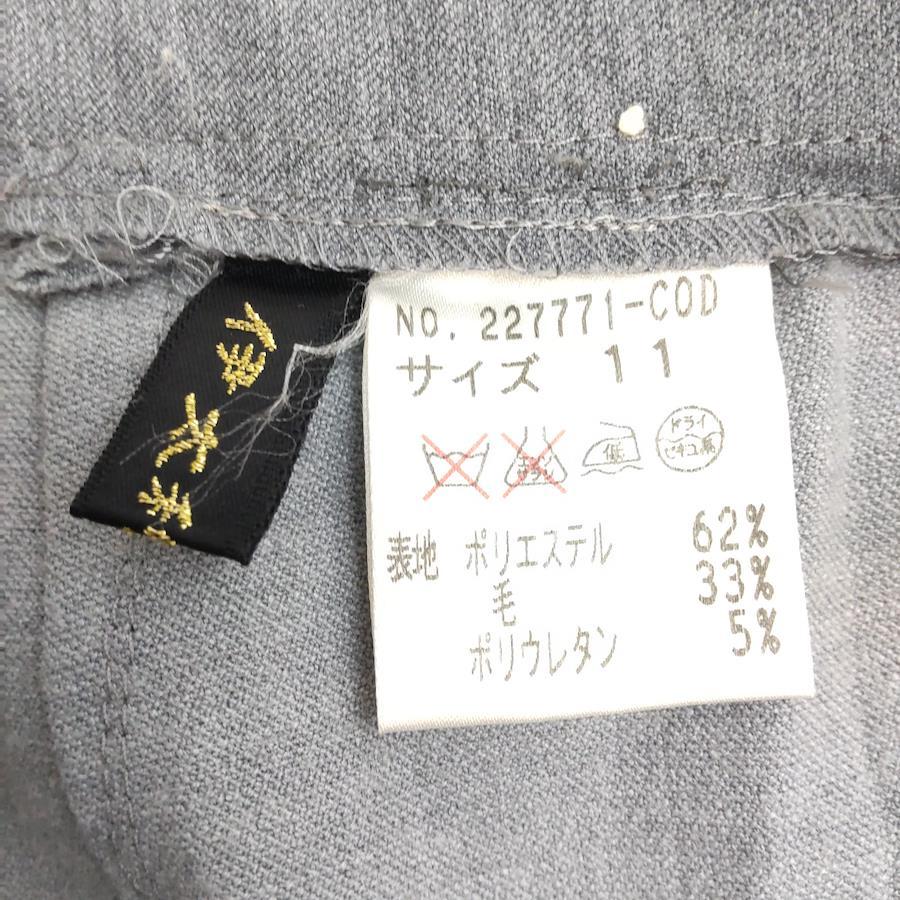 NO. 227771-COD
サイズ 11
低 ドライ セキユ系
表地 ポリエステル 62%
毛 33%
ポリウレタン 5%